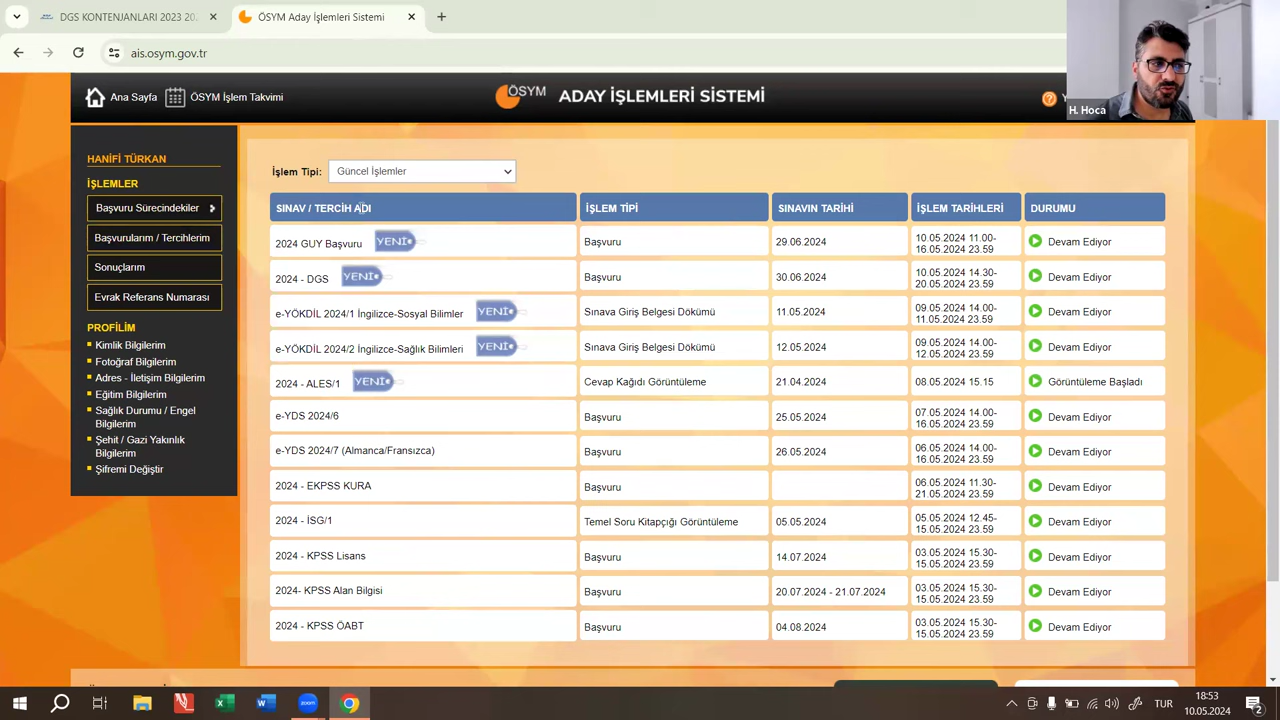 DGS KONTENJANLARI 2023 202
ÖSYM Aday İşlemleri Sistemi
ais.osym.gov.tr
H. Hoca
Ana Sayfa
ÖSYM İşlem Takvimi
ÖSYM
ADAY İŞLEMLERİ SİSTEMİ
HANİFİ TÜRKAN
İŞLEMLER
Başvuru Sürecindekiler
Başvurularım / Tercihlerim
Sonuçlarım
Evrak Referans Numarası
PROFİLİM
Kimlik Bilgilerim
Fotoğraf Bilgilerim
Adres - İletişim Bilgilerim
Eğitim Bilgilerim
Sağlık Durumu / Engel
Bilgilerim
Şehit / Gazi Yakınlık
Bilgilerim
Şifremi Değiştir
İşlem Tipi: Güncel İşlemler
SINAV / TERCİH ADI İŞLEM TİPİ SINAVIN TARİHİ İŞLEM TARİHLERİ DURUMU
2024 GUY Başvuru YENİ Başvuru 29.06.2024 10.05.2024 11.00-
16.05.2024 23.59 Devam Ediyor
2024 - DGS YENİ Başvuru 30.06.2024 10.05.2024 14.30-
20.05.2024 23.59 Devam Ediyor
e-YÖKDİL 2024/1 İngilizce-Sosyal Bilimler YENİ Sınava Giriş Belgesi Dökümü 11.05.2024 09.05.2024 14.00-
11.05.2024 23.59 Devam Ediyor
e-YÖKDİL 2024/2 İngilizce-Sağlık Bilimleri YENİ Sınava Giriş Belgesi Dökümü 12.05.2024 09.05.2024 14.00-
12.05.2024 23.59 Devam Ediyor
2024 - ALES/1 YENİ Cevap Kağıdı Görüntüleme 21.04.2024 08.05.2024 15.15 Görüntüleme Başladı
e-YDS 2024/6 Başvuru 25.05.2024 07.05.2024 14.00-
16.05.2024 23.59 Devam Ediyor
e-YDS 2024/7 (Almanca/Fransızca) Başvuru 26.05.2024 06.05.2024 14.00-
16.05.2024 23.59 Devam Ediyor
2024 - EKPSS KURA Başvuru 06.05.2024 11.30-
21.05.2024 23.59 Devam Ediyor
2024 - İSG/1 Temel Soru Kitapçığı Görüntüleme 05.05.2024 05.05.2024 12.45-
15.05.2024 23.59 Devam Ediyor
2024 - KPSS Lisans Başvuru 14.07.2024 03.05.2024 15.30-
15.05.2024 23.59 Devam Ediyor
2024- KPSS Alan Bilgisi Başvuru 20.07.2024 - 21.07.2024 03.05.2024 15.30-
15.05.2024 23.59 Devam Ediyor
2024 - KPSS ÖABT Başvuru 04.08.2024 03.05.2024 15.30-
15.05.2024 23.59 Devam Ediyor
zoom
TUR
18:53
10.05.2024
2